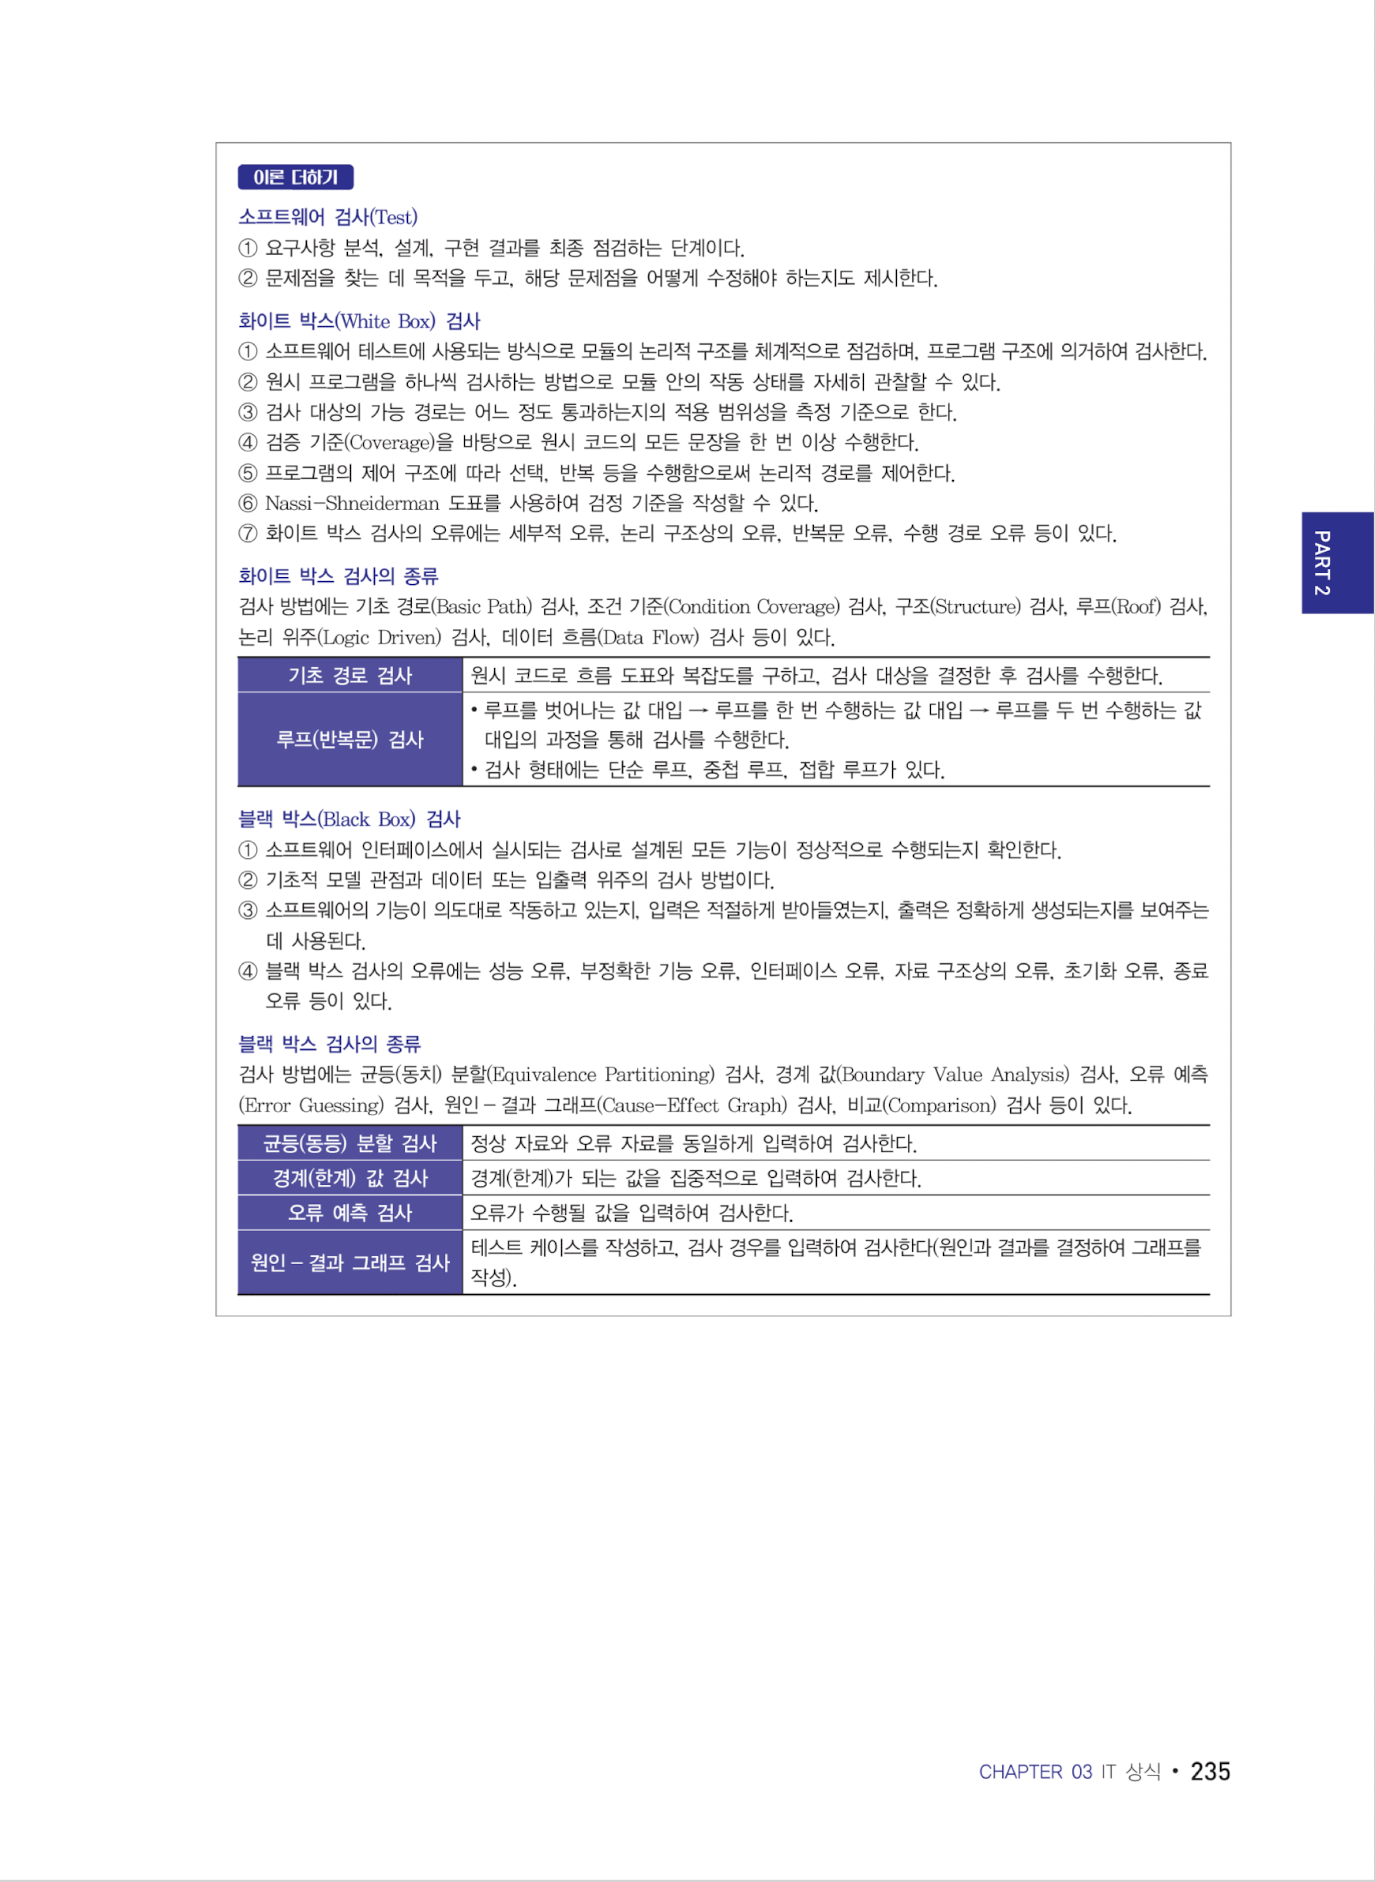 이론 더하기
소프트웨어 검사(Test)
① 요구사항 분석, 설계, 구현 결과를 최종 점검하는 단계이다.
② 문제점을 찾는 데 목적을 두고, 해당 문제점을 어떻게 수정해야 하는지도 제시한다.
화이트 박스(White Box) 검사
① 소프트웨어 테스트에 사용되는 방식으로 모듈의 논리적 구조를 체계적으로 점검하며, 프로그램 구조에 의거하여 검사한다.
② 원시 프로그램을 하나씩 검사하는 방법으로 모듈 안의 작동 상태를 자세히 관찰할 수 있다.
③ 검사 대상의 가능 경로는 어느 정도 통과하는지의 적용 범위성을 측정 기준으로 한다.
④ 검증 기준(Coverage)을 바탕으로 원시 코드의 모든 문장을 한 번 이상 수행한다.
⑤ 프로그램의 제어 구조에 따라 선택, 반복 등을 수행함으로써 논리적 경로를 제어한다.
⑥ Nassi-Shneiderman 도표를 사용하여 검정 기준을 작성할 수 있다.
⑦ 화이트 박스 검사의 오류에는 세부적 오류, 논리 구조상의 오류, 반복문 오류, 수행 경로 오류 등이 있다.
화이트 박스 검사의 종류
검사 방법에는 기초 경로(Basic Path) 검사, 조건 기준(Condition Coverage) 검사, 구조(Structure) 검사, 루프(Roof) 검사,
논리 위주(Logic Driven) 검사, 데이터 흐름(Data Flow) 검사 등이 있다.
기초 경로 검사 원시 코드로 흐름 도표와 복잡도를 구하고, 검사 대상을 결정한 후 검사를 수행한다.
루프(반복문) 검사
• 루프를 벗어나는 값 대입 → 루프를 한 번 수행하는 값 대입 → 루프를 두 번 수행하는 값
대입의 과정을 통해 검사를 수행한다.
• 검사 형태에는 단순 루프, 중첩 루프, 접합 루프가 있다.
블랙 박스(Black Box) 검사
① 소프트웨어 인터페이스에서 실시되는 검사로 설계된 모든 기능이 정상적으로 수행되는지 확인한다.
② 기초적 모델 관점과 데이터 또는 입출력 위주의 검사 방법이다.
③ 소프트웨어의 기능이 의도대로 작동하고 있는지, 입력은 적절하게 받아들였는지, 출력은 정확하게 생성되는지를 보여주는
데 사용된다.
④ 블랙 박스 검사의 오류에는 성능 오류, 부정확한 기능 오류, 인터페이스 오류, 자료 구조상의 오류, 초기화 오류, 종료
오류 등이 있다.
블랙 박스 검사의 종류
검사 방법에는 균등(동치) 분할(Equivalence Partitioning) 검사, 경계 값(Boundary Value Analysis) 검사, 오류 예측
(Error Guessing) 검사, 원인-결과 그래프(Cause-Effect Graph) 검사, 비교(Comparison) 검사 등이 있다.
균등(동등) 분할 검사 정상 자료와 오류 자료를 동일하게 입력하여 검사한다.
경계(한계) 값 검사 경계(한계)가 되는 값을 집중적으로 입력하여 검사한다.
오류 예측 검사 오류가 수행될 값을 입력하여 검사한다.
원인-결과 그래프 검사
테스트 케이스를 작성하고, 검사 경우를 입력하여 검사한다(원인과 결과를 결정하여 그래프를
작성).
PART 2
CHAPTER 03 IT 상식 • 235